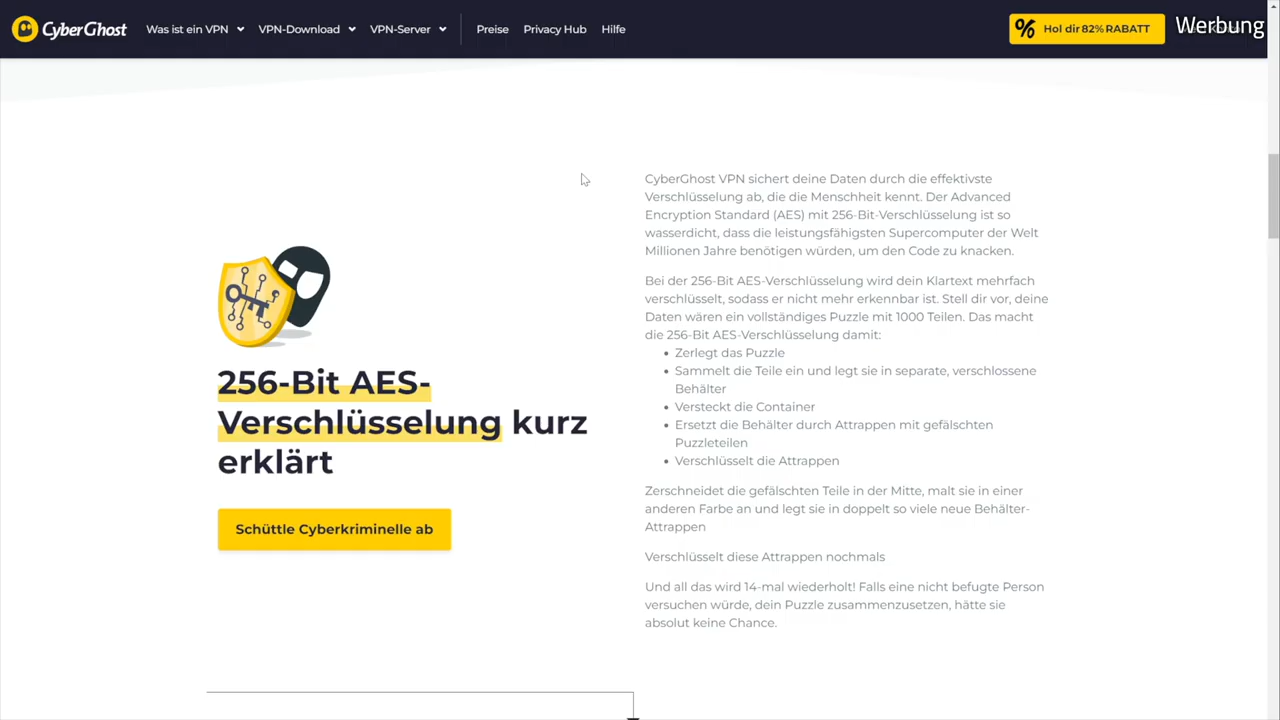 CyberGhost
Was ist ein VPN
VPN-Download
VPN-Server
Preise
Privacy Hub
Hilfe
% Hol dir 82% RABATT
Werbung
256-Bit AES-
Verschlüsselung kurz
erklärt
Schüttle Cyberkriminelle ab
CyberGhost VPN sichert deine Daten durch die effektivste
Verschlüsselung ab, die die Menschheit kennt. Der Advanced
Encryption Standard (AES) mit 256-Bit-Verschlüsselung ist so
wasserdicht, dass die leistungsfähigsten Supercomputer der Welt
Millionen Jahre benötigen würden, um den Code zu knacken.
Bei der 256-Bit AES-Verschlüsselung wird dein Klartext mehrfach
verschlüsselt, sodass er nicht mehr erkennbar ist. Stell dir vor, deine
Daten wären ein vollständiges Puzzle mit 1000 Teilen. Das macht
die 256-Bit AES-Verschlüsselung damit:
• Zerlegt das Puzzle
• Sammelt die Teile ein und legt sie in separate, verschlossene
Behälter
• Versteckt die Container
• Ersetzt die Behälter durch Attrappen mit gefälschten
Puzzleteilen
• Verschlüsselt die Attrappen
Zerschneidet die gefälschten Teile in der Mitte, malt sie in einer
anderen Farbe an und legt sie in doppelt so viele neue Behälter-
Attrappen
Verschlüsselt diese Attrappen nochmals
Und all das wird 14-mal wiederholt! Falls eine nicht befugte Person
versuchen würde, dein Puzzle zusammenzusetzen, hätte sie
absolut keine Chance.